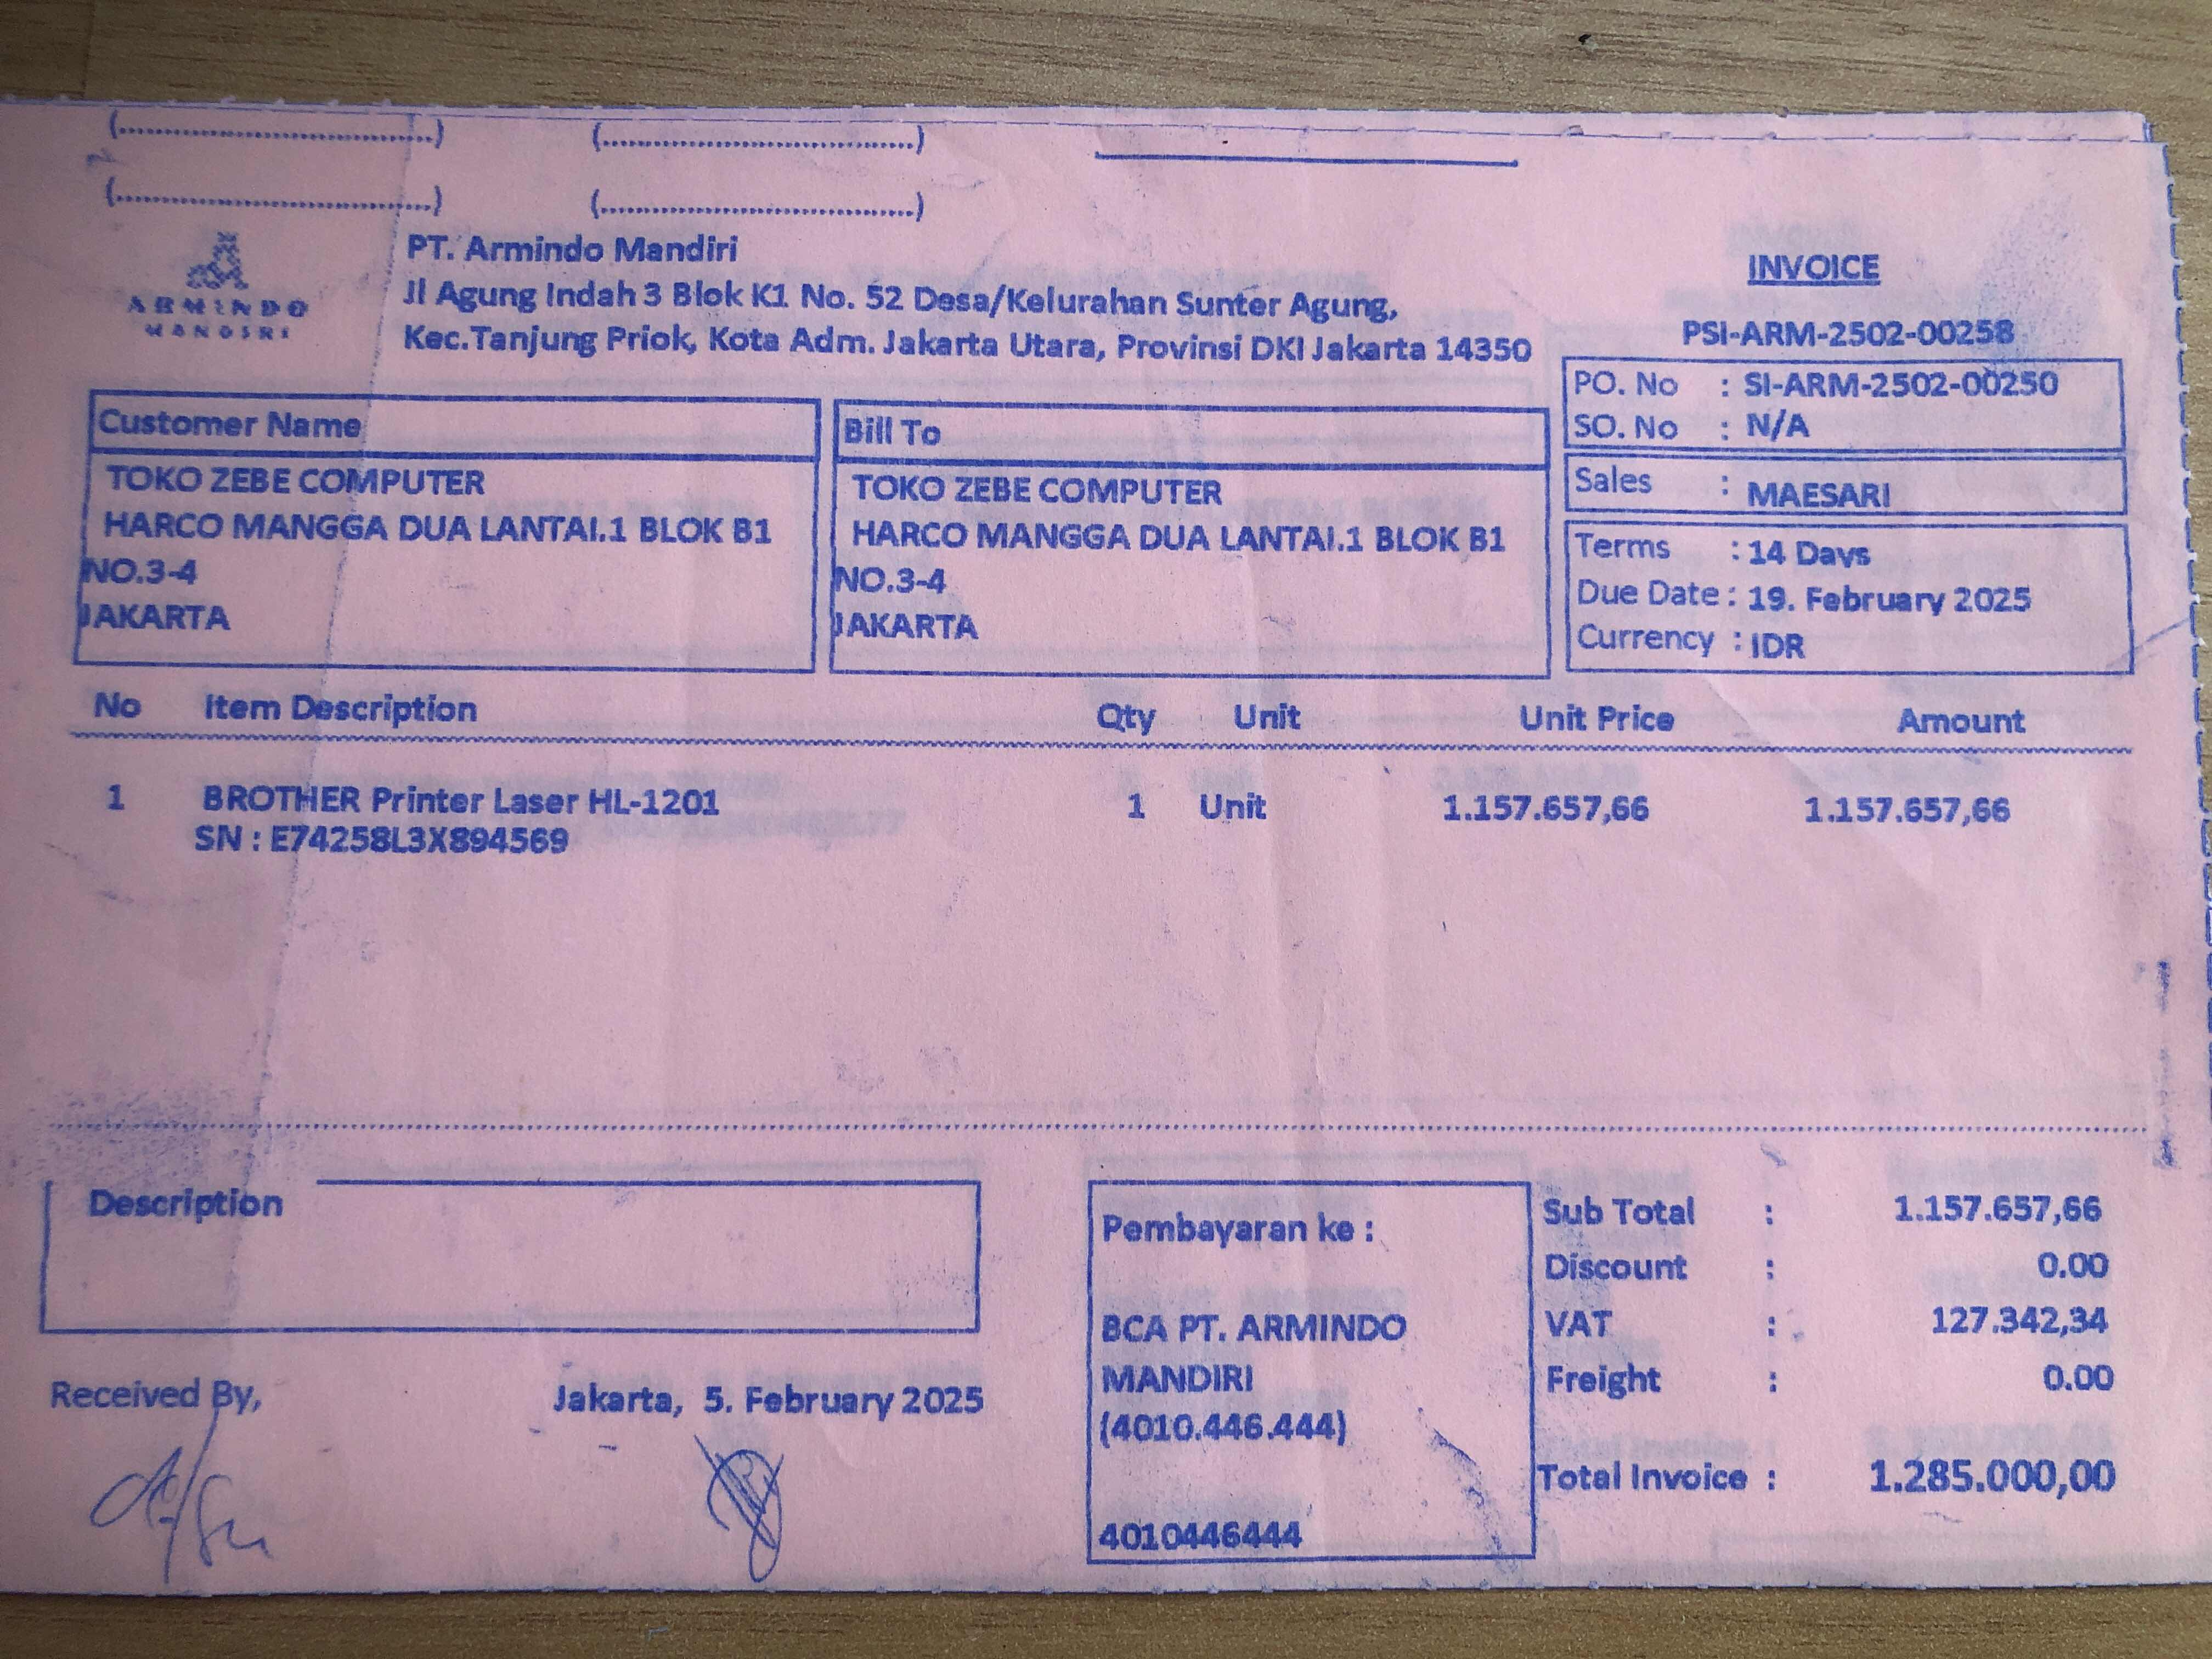 (..................................) (..................................)
(..................................) (..................................)
ARMINDO
MANDIRI
PT. Armindo Mandiri
Jl Agung Indah 3 Blok K1 No. 52 Desa/Kelurahan Sunter Agung,
Kec.Tanjung Priok, Kota Adm. Jakarta Utara, Provinsi DKI Jakarta 14350
INVOICE
PSI-ARM-2502-00258
PO. No : SI-ARM-2502-00250
SO. No : N/A
Sales : MAESARI
Terms : 14 Days
Due Date : 19. February 2025
Currency : IDR
Customer Name
TOKO ZEBE COMPUTER
HARCO MANGGA DUA LANTAI.1 BLOK B1
NO.3-4
JAKARTA
Bill To
TOKO ZEBE COMPUTER
HARCO MANGGA DUA LANTAI.1 BLOK B1
NO.3-4
JAKARTA
No Item Description Qty Unit Unit Price Amount
1 BROTHER Printer Laser HL-1201 1 Unit 1.157.657,66 1.157.657,66
SN : E74258L3X894569
Description
Received By,
Jakarta, 5. February 2025
Pembayaran ke :
BCA PT. ARMINDO
MANDIRI
(4010.446.444)
4010446444
Sub Total : 1.157.657,66
Discount : 0.00
VAT : 127.342,34
Freight : 0.00
Total Invoice : 1.285.000,00